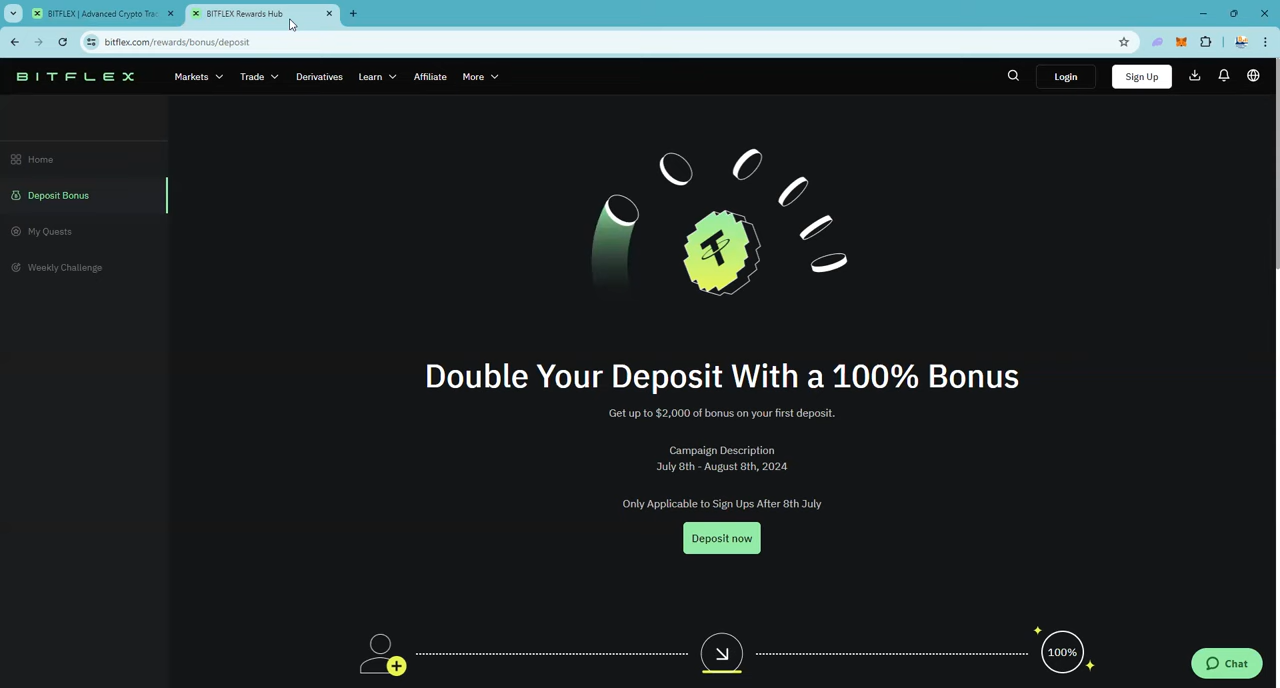 BITFLEX | Advanced Crypto Trac
BITFLEX Rewards Hub
bitflex.com/rewards/bonus/deposit
BITFLEX
Markets
Trade
Derivatives
Learn
Affiliate
More
Login
Sign Up
Home
Deposit Bonus
My Quests
Weekly Challenge
Double Your Deposit With a 100% Bonus
Get up to $2,000 of bonus on your first deposit.
Campaign Description
July 8th - August 8th, 2024
Only Applicable to Sign Ups After 8th July
Deposit now
100%
Chat